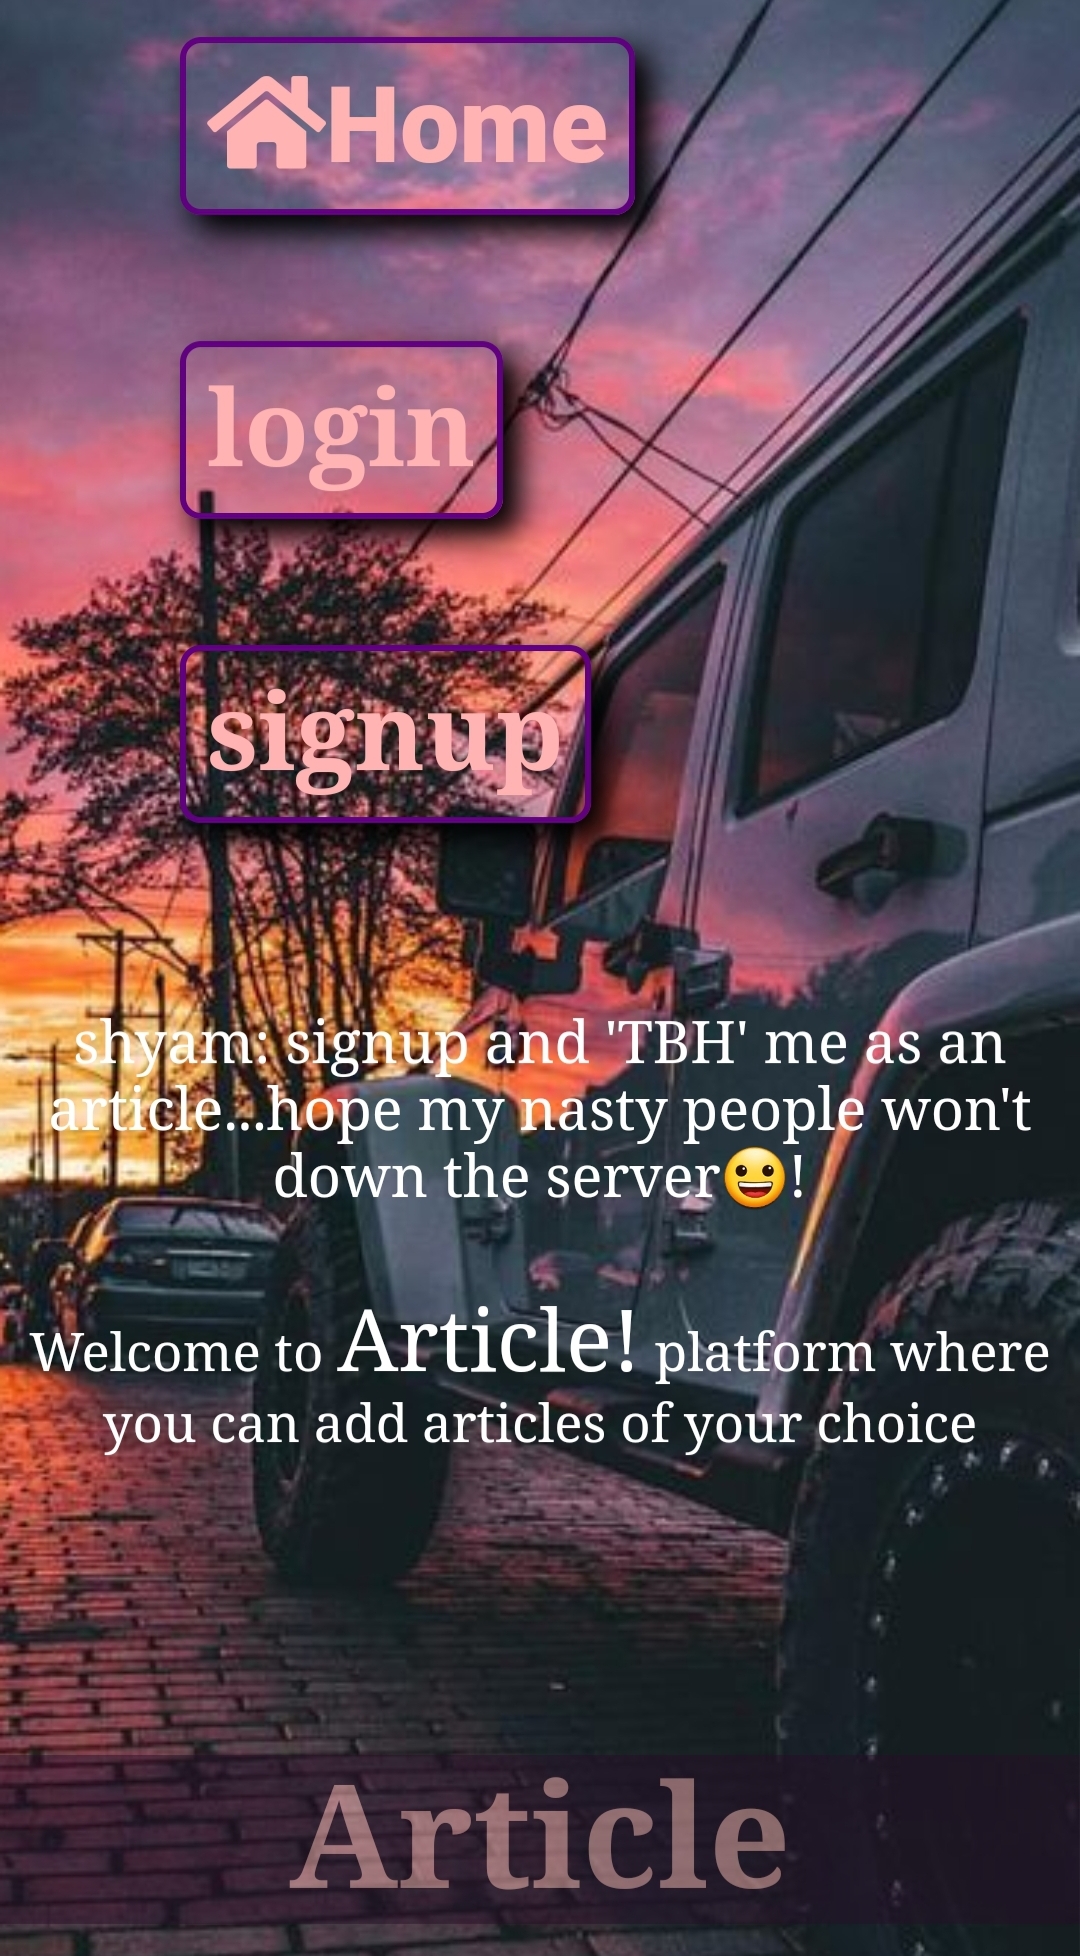 Home
login
signup
shyam: signup and 'TBH' me as an
article...hope my nasty people won't
down the server😀!
Welcome to Article! platform where
you can add articles of your choice
Article